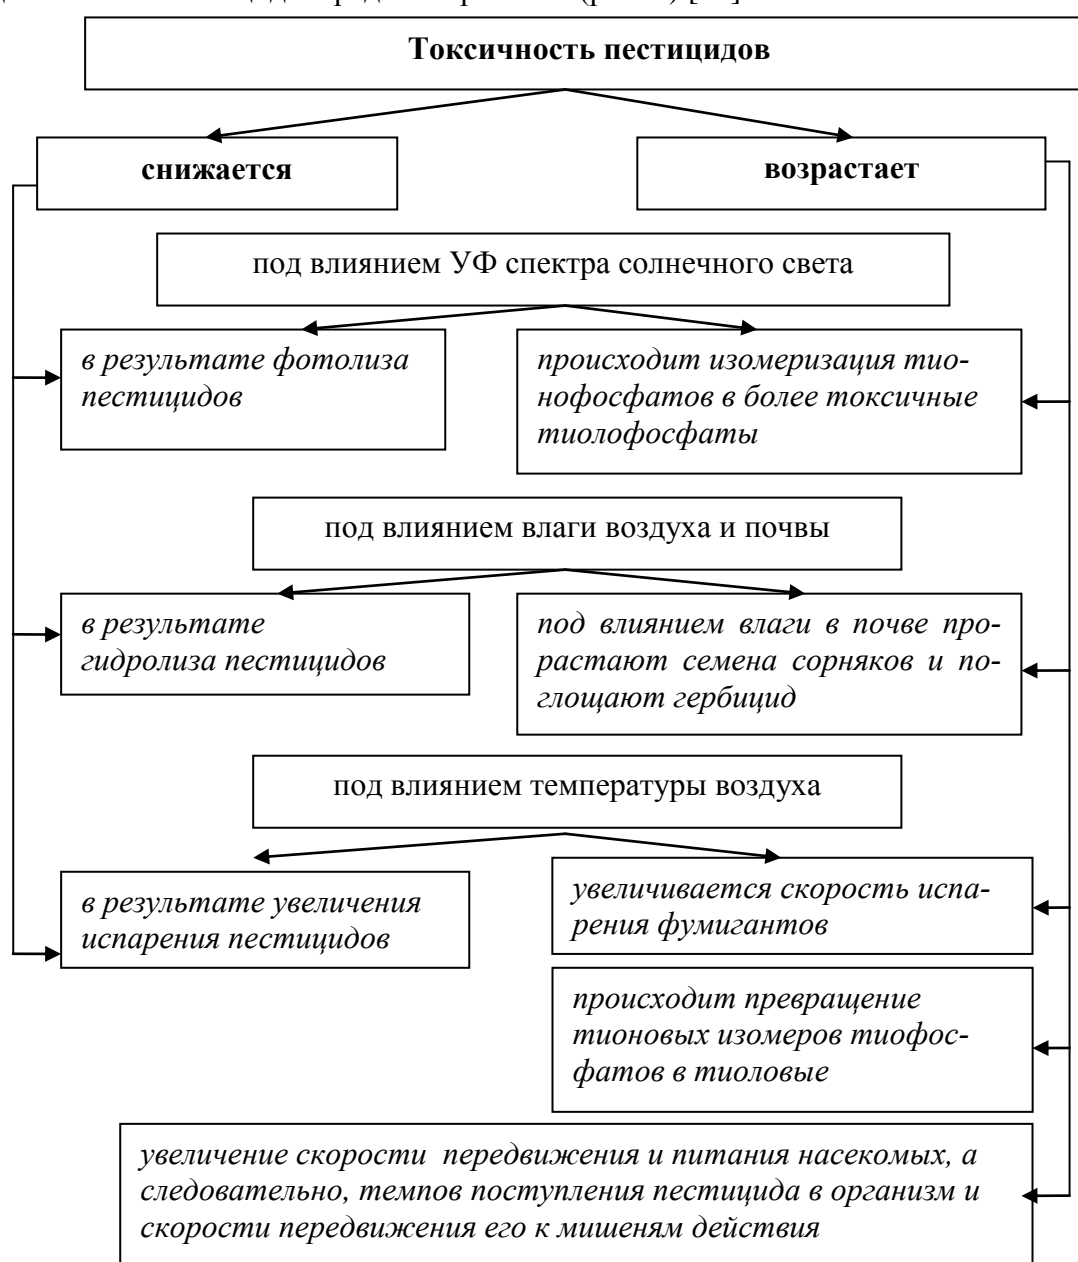 Токсичность пестицидов
снижается
возрастает
под влиянием УФ спектра солнечного света
в результате фотолиза
пестицидов
происходит изомеризация тио-
нофосфатов в более токсичные
тиолофосфаты
под влиянием влаги воздуха и почвы
в результате
гидролиза пестицидов
под влиянием влаги в почве про-
растают семена сорняков и по-
глощают гербицид
под влиянием температуры воздуха
в результате увеличения
испарения пестицидов
увеличивается скорость испа-
рения фумигантов
происходит превращение
тионовых изомеров тиофос-
фатов в тиоловые
увеличение скорости передвижения и питания насекомых, а
следовательно, темпов поступления пестицида в организм и
скорости передвижения его к мишеням действия